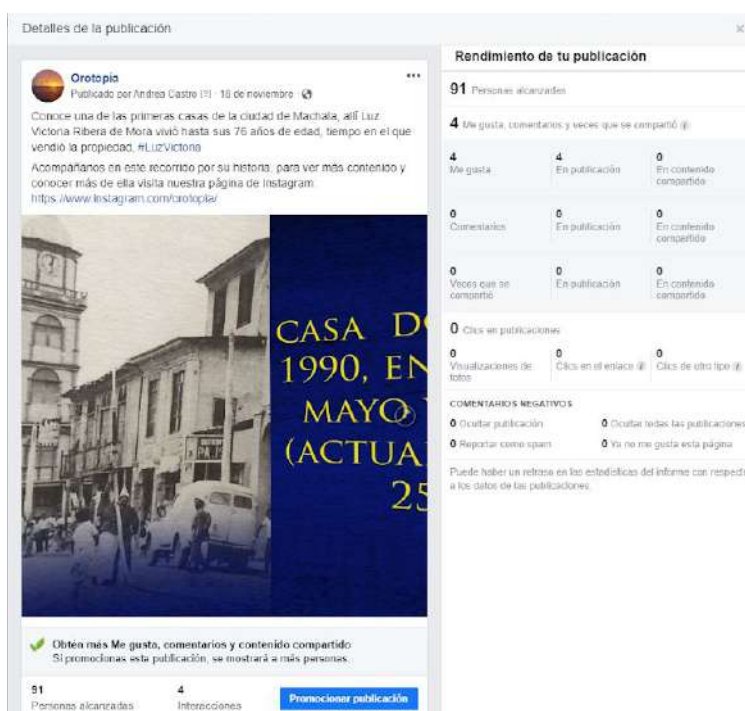 Detalles de la publicación
Orotopía
Publicado por Andrea Castro [?] · 18 de noviembre ·
Conoce una de las primeras casas de la ciudad de Machala, allí Luz
Victoria Ribera de Mora vivió hasta sus 76 años de edad, tiempo en el que
vendió la propiedad, #LuzVictoria
Acompáñanos en este recorrido por su historia, para ver más contenido y
conocer más de ella visita nuestra página de Instagram
https://www.instagram.com/orotopia/
CASA D
1990, EN
MAYO
(ACTUA
25
Obtén más Me gusta, comentarios y contenido compartido
Si promocionas esta publicación, se mostrará a más personas.
91
Personas alcanzadas
4
Interacciones
Promocionar publicación
Rendimiento de tu publicación
91 Personas alcanzadas
4 Me gusta, comentarios y veces que se compartió
4
Me gusta
4
En publicación
0
En contenido
compartido
0
Comentarios
0
En publicación
0
En contenido
compartido
0
Veces que se
compartió
0
En publicación
0
En contenido
compartido
0 Clics en publicaciones
0
Visualizaciones de
fotos
0
Clics en el enlace
0
Clics de otro tipo
COMENTARIOS NEGATIVOS
0 Ocultar publicación
0 Ocultar todas las publicaciones
0 Reportar como spam
0 Ya no me gusta esta página
Puede haber un retraso en las estadísticas del informe con respect
a los datos de las publicaciones.